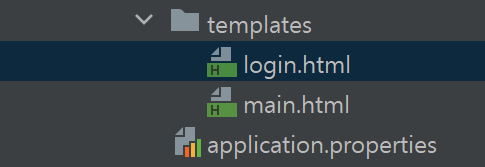 templates
login.html
main.html
application.properties